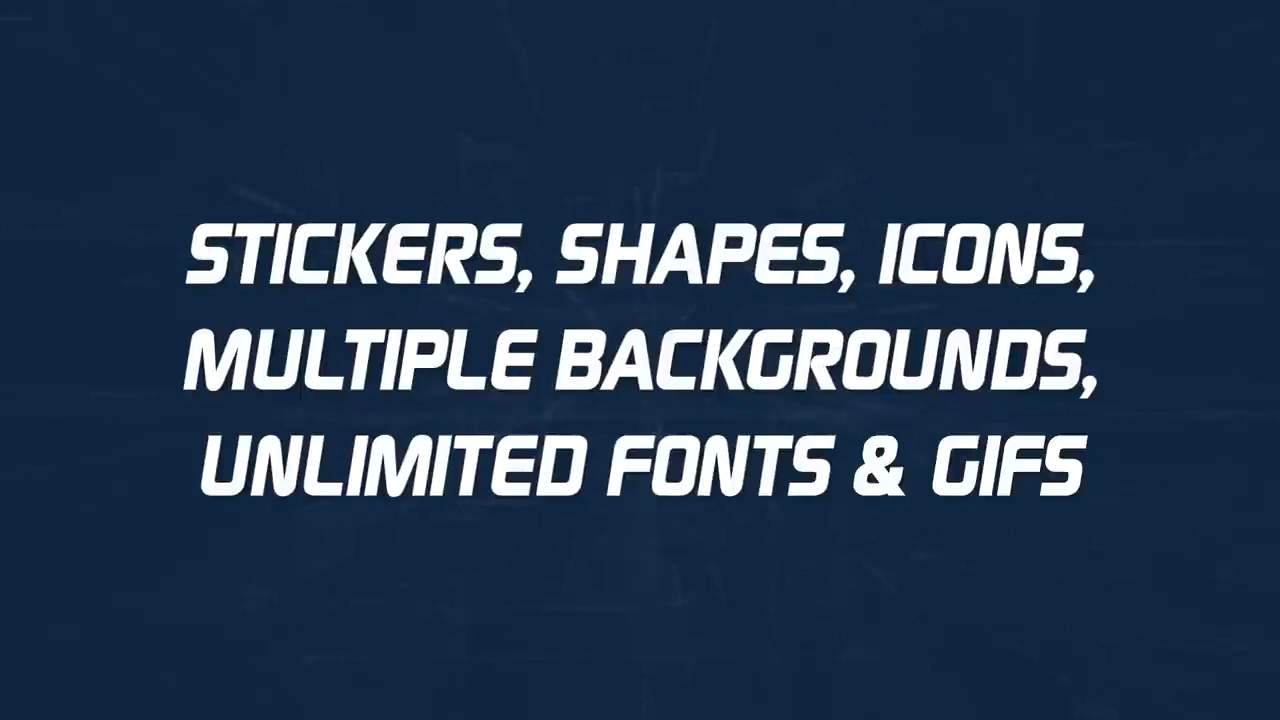 STICKERS, SHAPES, ICONS,
MULTIPLE BACKGROUNDS,
UNLIMITED FONTS & GIFS